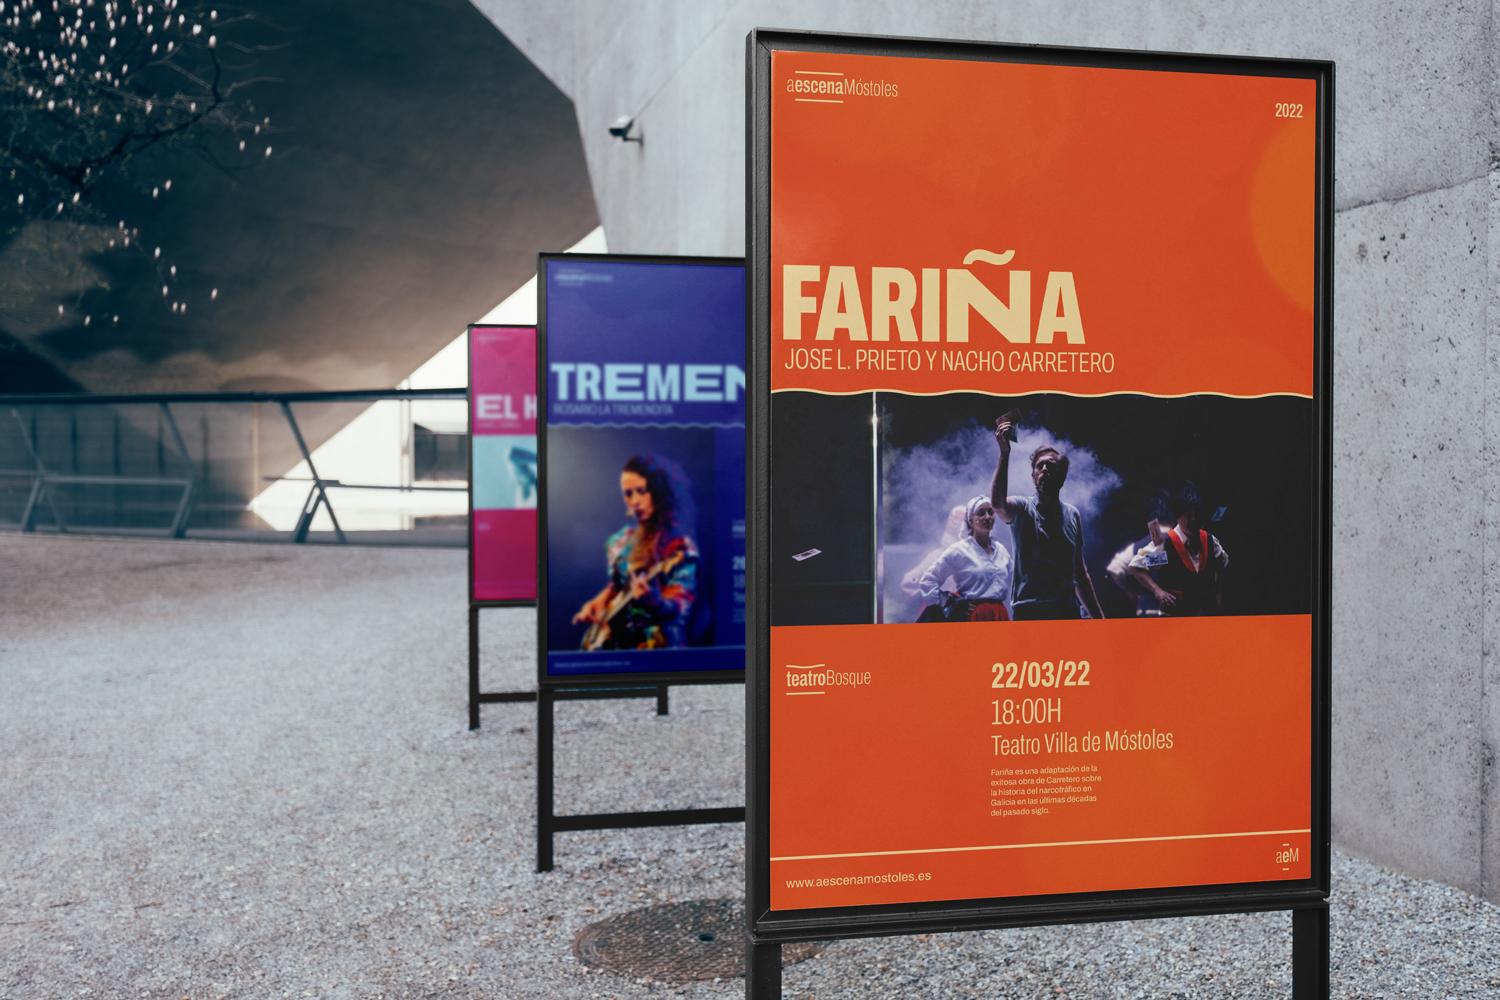 aescenaMóstoles
2022
FARIÑA
JOSE L. PRIETO Y NACHO CARRETERO
teatroBosque
22/03/22
18:00H
Teatro Villa de Móstoles
Fariña es una adaptación de la
exitosa obra de Carretero sobre
la historia del narcotráfico en
Galicia en las últimas décadas
del pasado siglo.
www.aescenamostoles.es
aeM
TREMEN
ROSARIO LA TREMENDITA
EL H